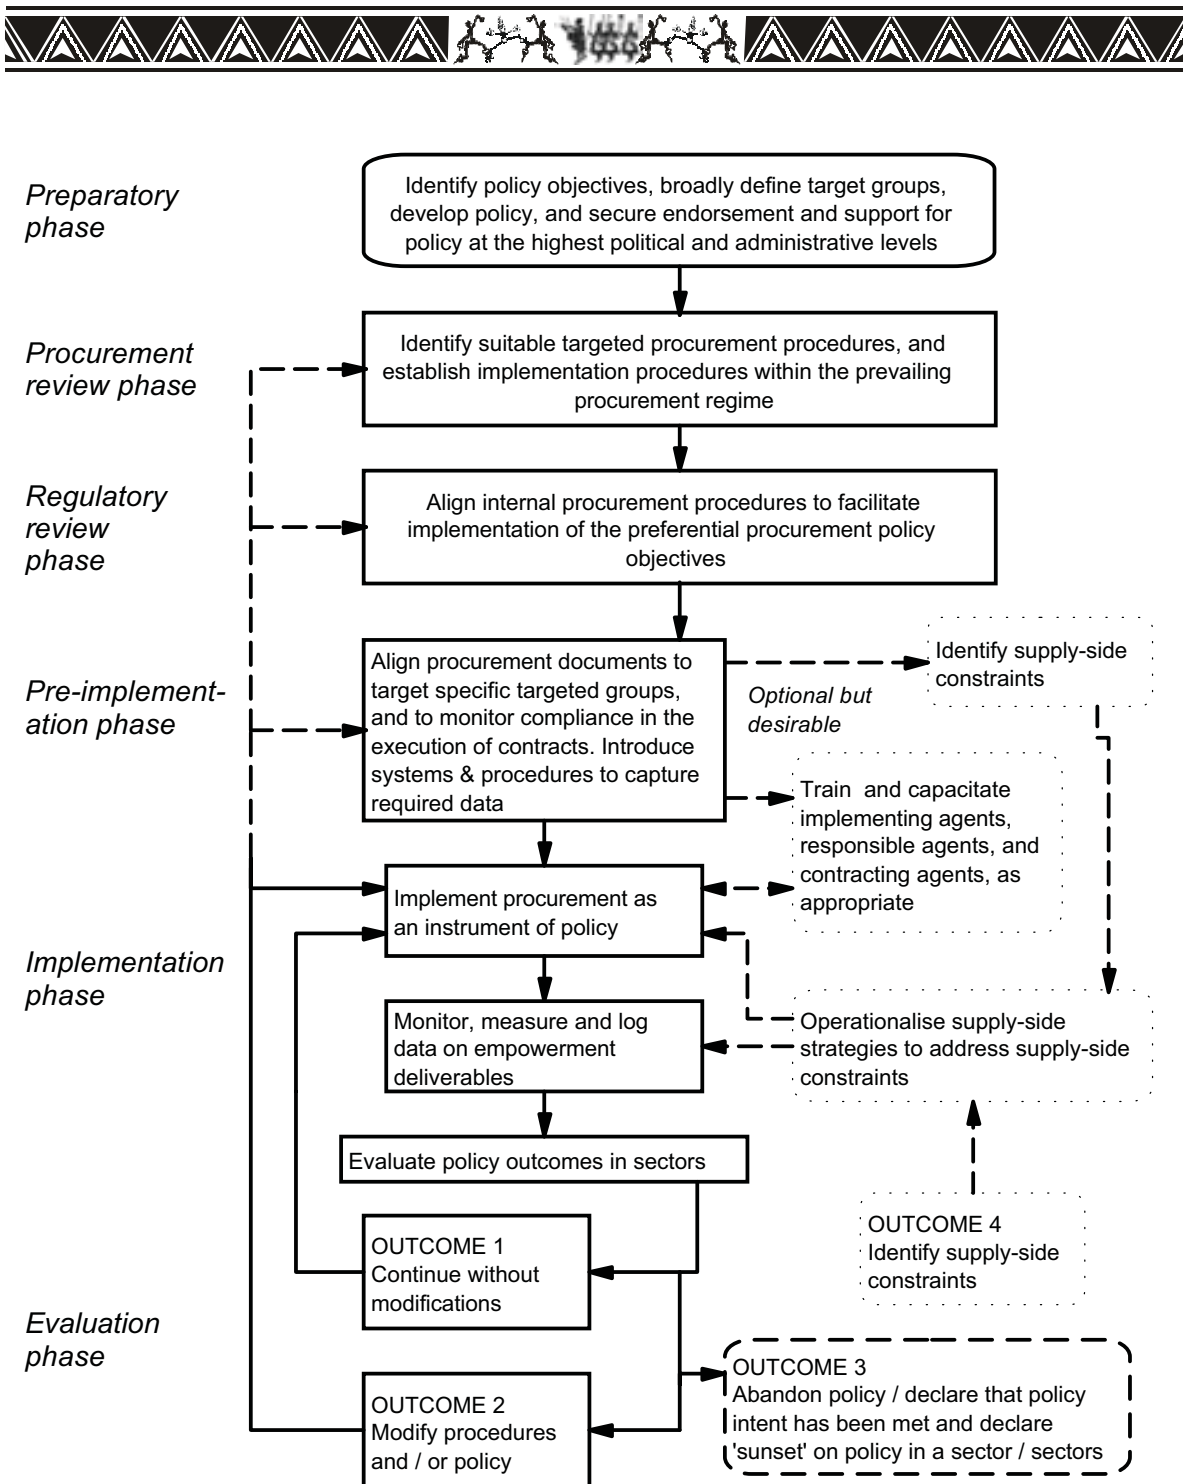 Preparatory
phase
Identify policy objectives, broadly define target groups,
develop policy, and secure endorsement and support for
policy at the highest political and administrative levels
Procurement
review phase
Identify suitable targeted procurement procedures, and
establish implementation procedures within the prevailing
procurement regime
Regulatory
review
phase
Align internal procurement procedures to facilitate
implementation of the preferential procurement policy
objectives
Pre-implement-
ation phase
Align procurement documents to
target specific targeted groups,
and to monitor compliance in the
execution of contracts. Introduce
systems & procedures to capture
required data
Optional but
desirable
Identify supply-side
constraints
Train and capacitate
implementing agents,
responsible agents, and
contracting agents, as
appropriate
Implementation
phase
Implement procurement as
an instrument of policy
Monitor, measure and log
data on empowerment
deliverables
Operationalise supply-side
strategies to address supply-side
constraints
Evaluate policy outcomes in sectors
OUTCOME 4
Identify supply-side
constraints
Evaluation
phase
OUTCOME 1
Continue without
modifications
OUTCOME 2
Modify procedures
and / or policy
OUTCOME 3
Abandon policy / declare that policy
intent has been met and declare
'sunset' on policy in a sector / sectors